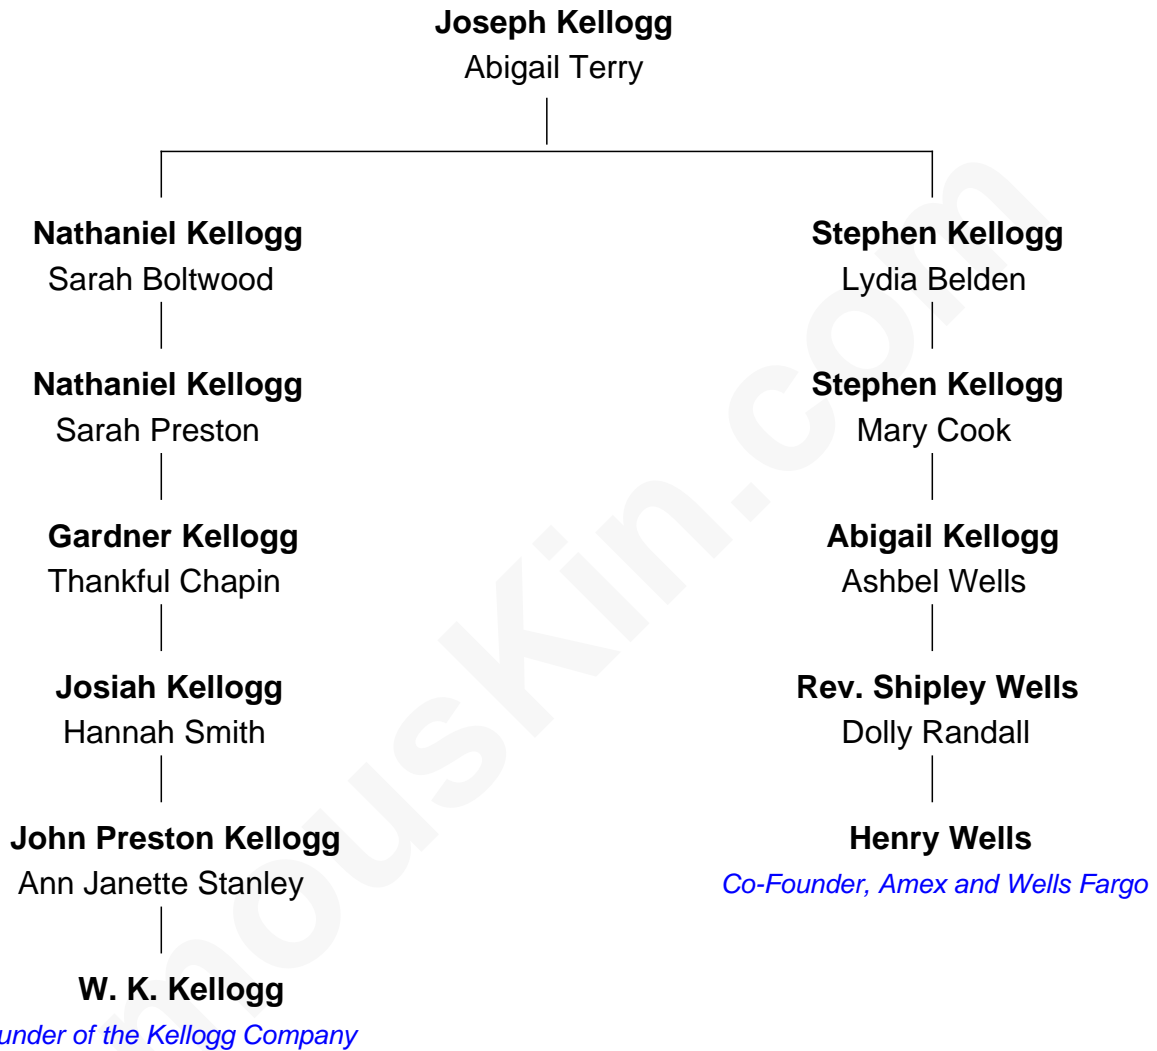 Joseph Kellogg
Abigail Terry
Nathaniel Kellogg
Sarah Boltwood
Stephen Kellogg
Lydia Belden
Nathaniel Kellogg
Sarah Preston
Stephen Kellogg
Mary Cook
Gardner Kellogg
Thankful Chapin
Abigail Kellogg
Ashbel Wells
Josiah Kellogg
Hannah Smith
Rev. Shipley Wells
Dolly Randall
John Preston Kellogg
Ann Janette Stanley
Henry Wells
Co-Founder, Amex and Wells Fargo
W. K. Kellogg
under of the Kellogg Company
mousKin.com